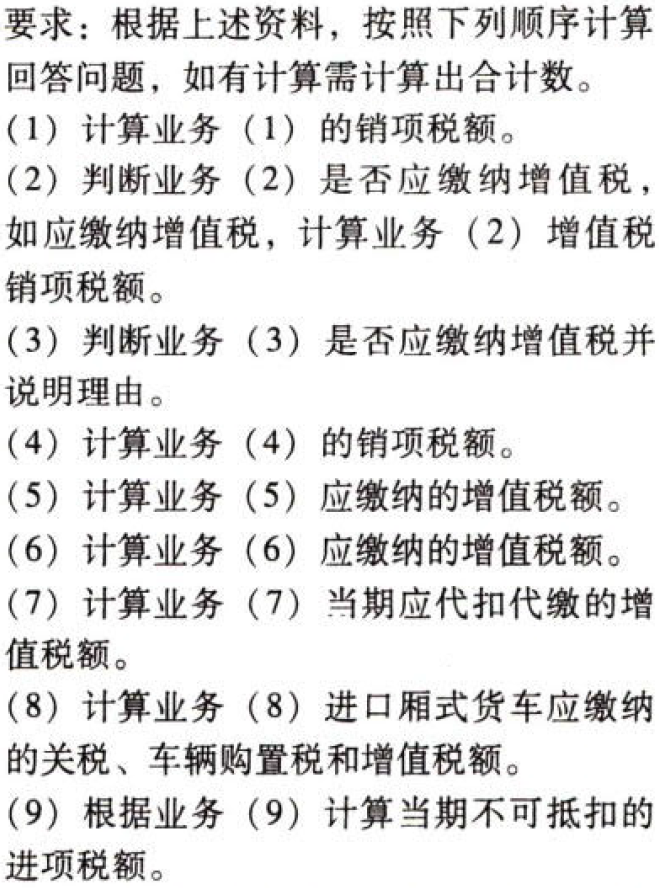 要求：根据上述资料，按照下列顺序计算
回答问题，如有计算需计算出合计数。
(1) 计算业务 (1) 的销项税额。
(2) 判断业务 (2) 是否应缴纳增值税，
如应缴纳增值税，计算业务 (2) 增值税
销项税额。
(3) 判断业务 (3) 是否应缴纳增值税并
说明理由。
(4) 计算业务 (4) 的销项税额。
(5) 计算业务 (5) 应缴纳的增值税额。
(6) 计算业务 (6) 应缴纳的增值税额。
(7) 计算业务 (7) 当期应代扣代缴的增
值税额。
(8) 计算业务 (8) 进口厢式货车应缴纳
的关税、车辆购置税和增值税额。
(9) 根据业务 (9) 计算当期不可抵扣的
进项税额。